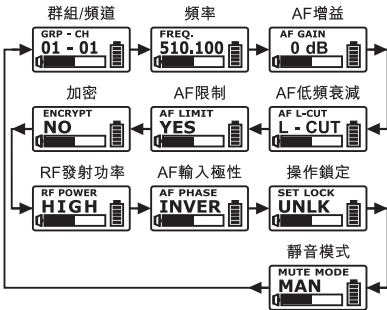 群組/頻道
頻率
AF增益
GRP - CH
01 - 01
FREQ.
510.100
AF GAIN
0 dB
加密
AF限制
AF低頻衰減
ENCRYPT
NO
AF LIMIT
YES
AF L-CUT
L - CUT
RF發射功率
AF輸入極性
操作鎖定
RF POWER
HIGH
AF PHASE
INVER
SET LOCK
UNLK
靜音模式
MUTE MODE
MAN